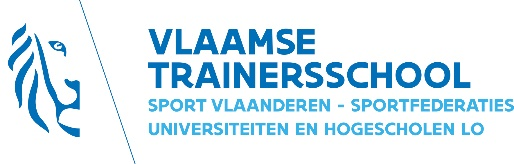 VLAAMSE
TRAINERSSCHOOL
SPORT VLAANDEREN - SPORTFEDERATIES
UNIVERSITEITEN EN HOGESCHOLEN LO